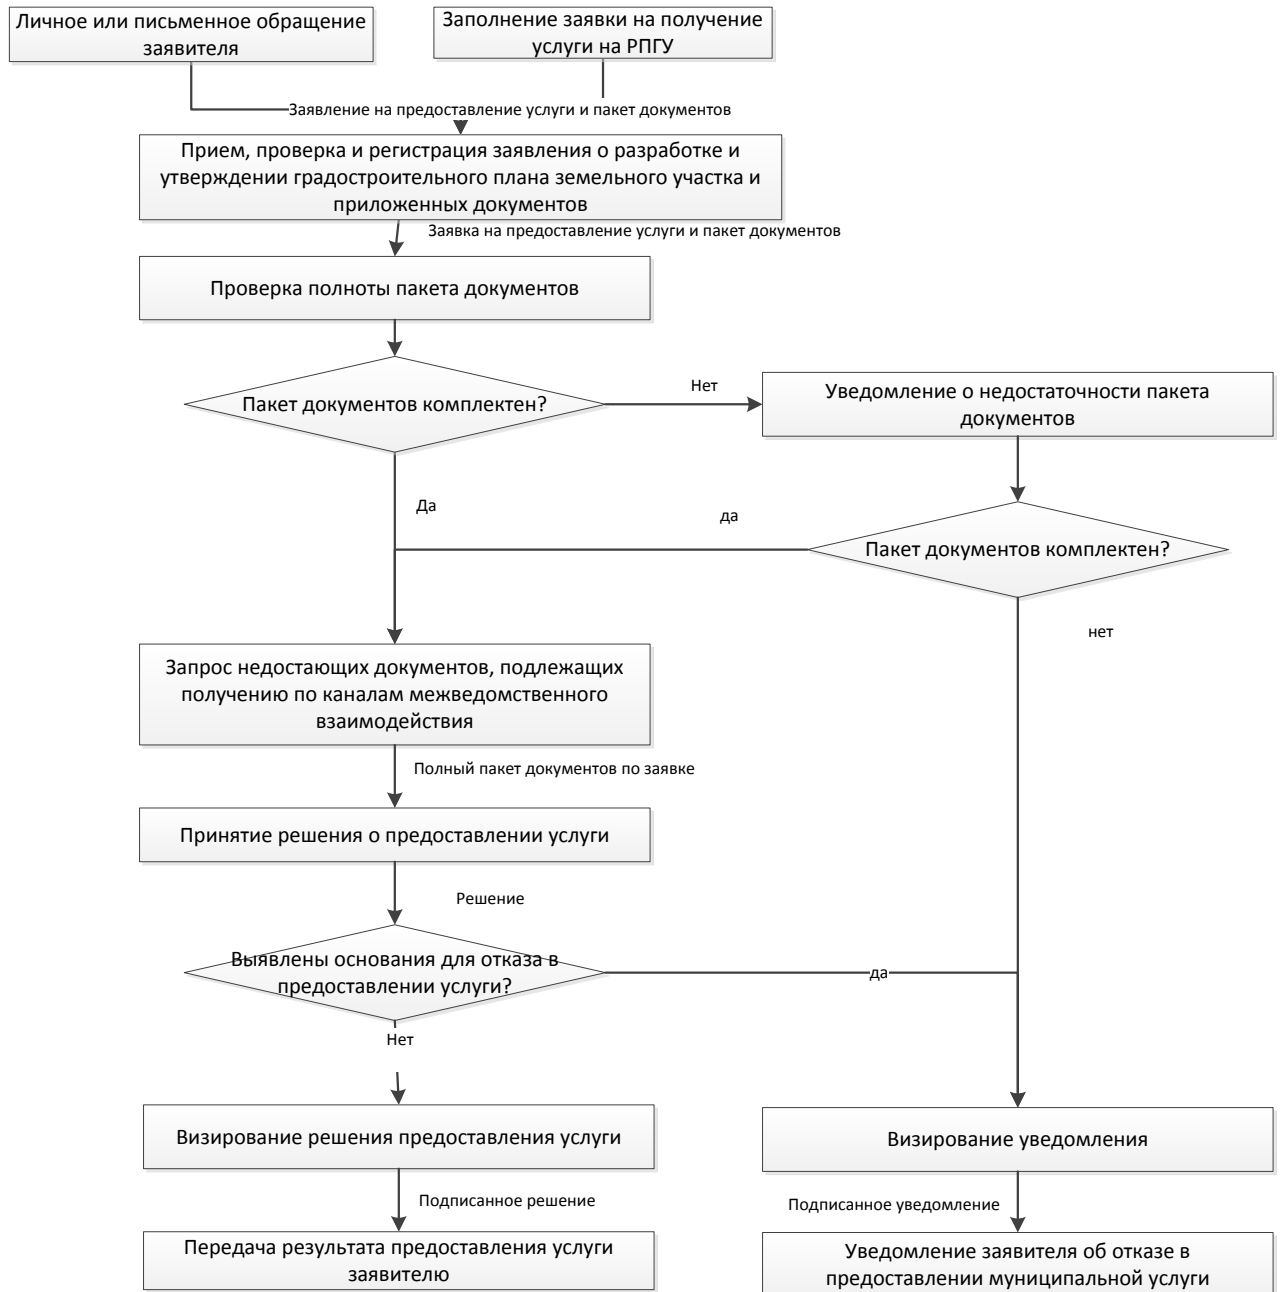 Личное или письменное обращение
заявителя
Заполнение заявки на получение
услуги на РПГУ
Заявление на предоставление услуги и пакет документов
Прием, проверка и регистрация заявления о разработке и
утверждении градостроительного плана земельного участка и
приложенных документов
Заявка на предоставление услуги и пакет документов
Проверка полноты пакета документов
Пакет документов комплектен?
Нет
Уведомление о недостаточности пакета
документов
Да
да
Пакет документов комплектен?
нет
Запрос недостающих документов, подлежащих
получению по каналам межведомственного
взаимодействия
Полный пакет документов по заявке
Принятие решения о предоставлении услуги
Решение
Выявлены основания для отказа в
предоставлении услуги?
да
Нет
Визирование решения предоставления услуги
Визирование уведомления
Подписанное решение
Подписанное уведомление
Передача результата предоставления услуги
заявителю
Уведомление заявителя об отказе в
предоставлении муниципальной услуги